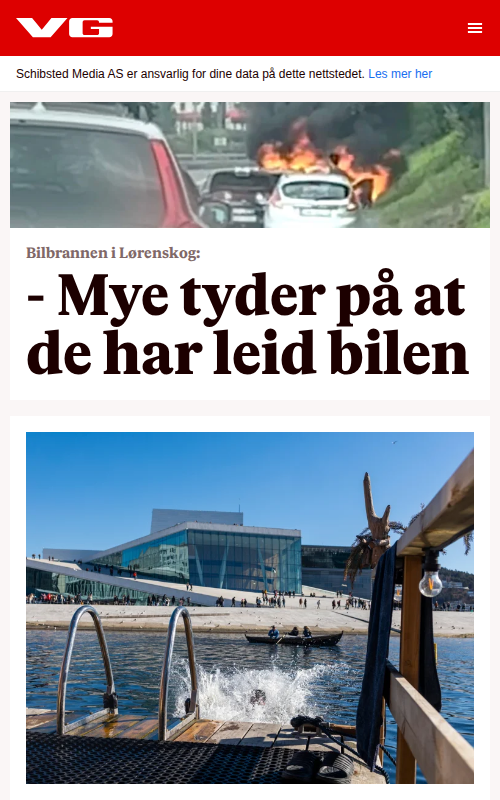 VG
Schibsted Media AS er ansvarlig for dine data på dette nettstedet. Les mer her
Bilbrannen i Lørenskog:
- Mye tyder på at
de har leid bilen